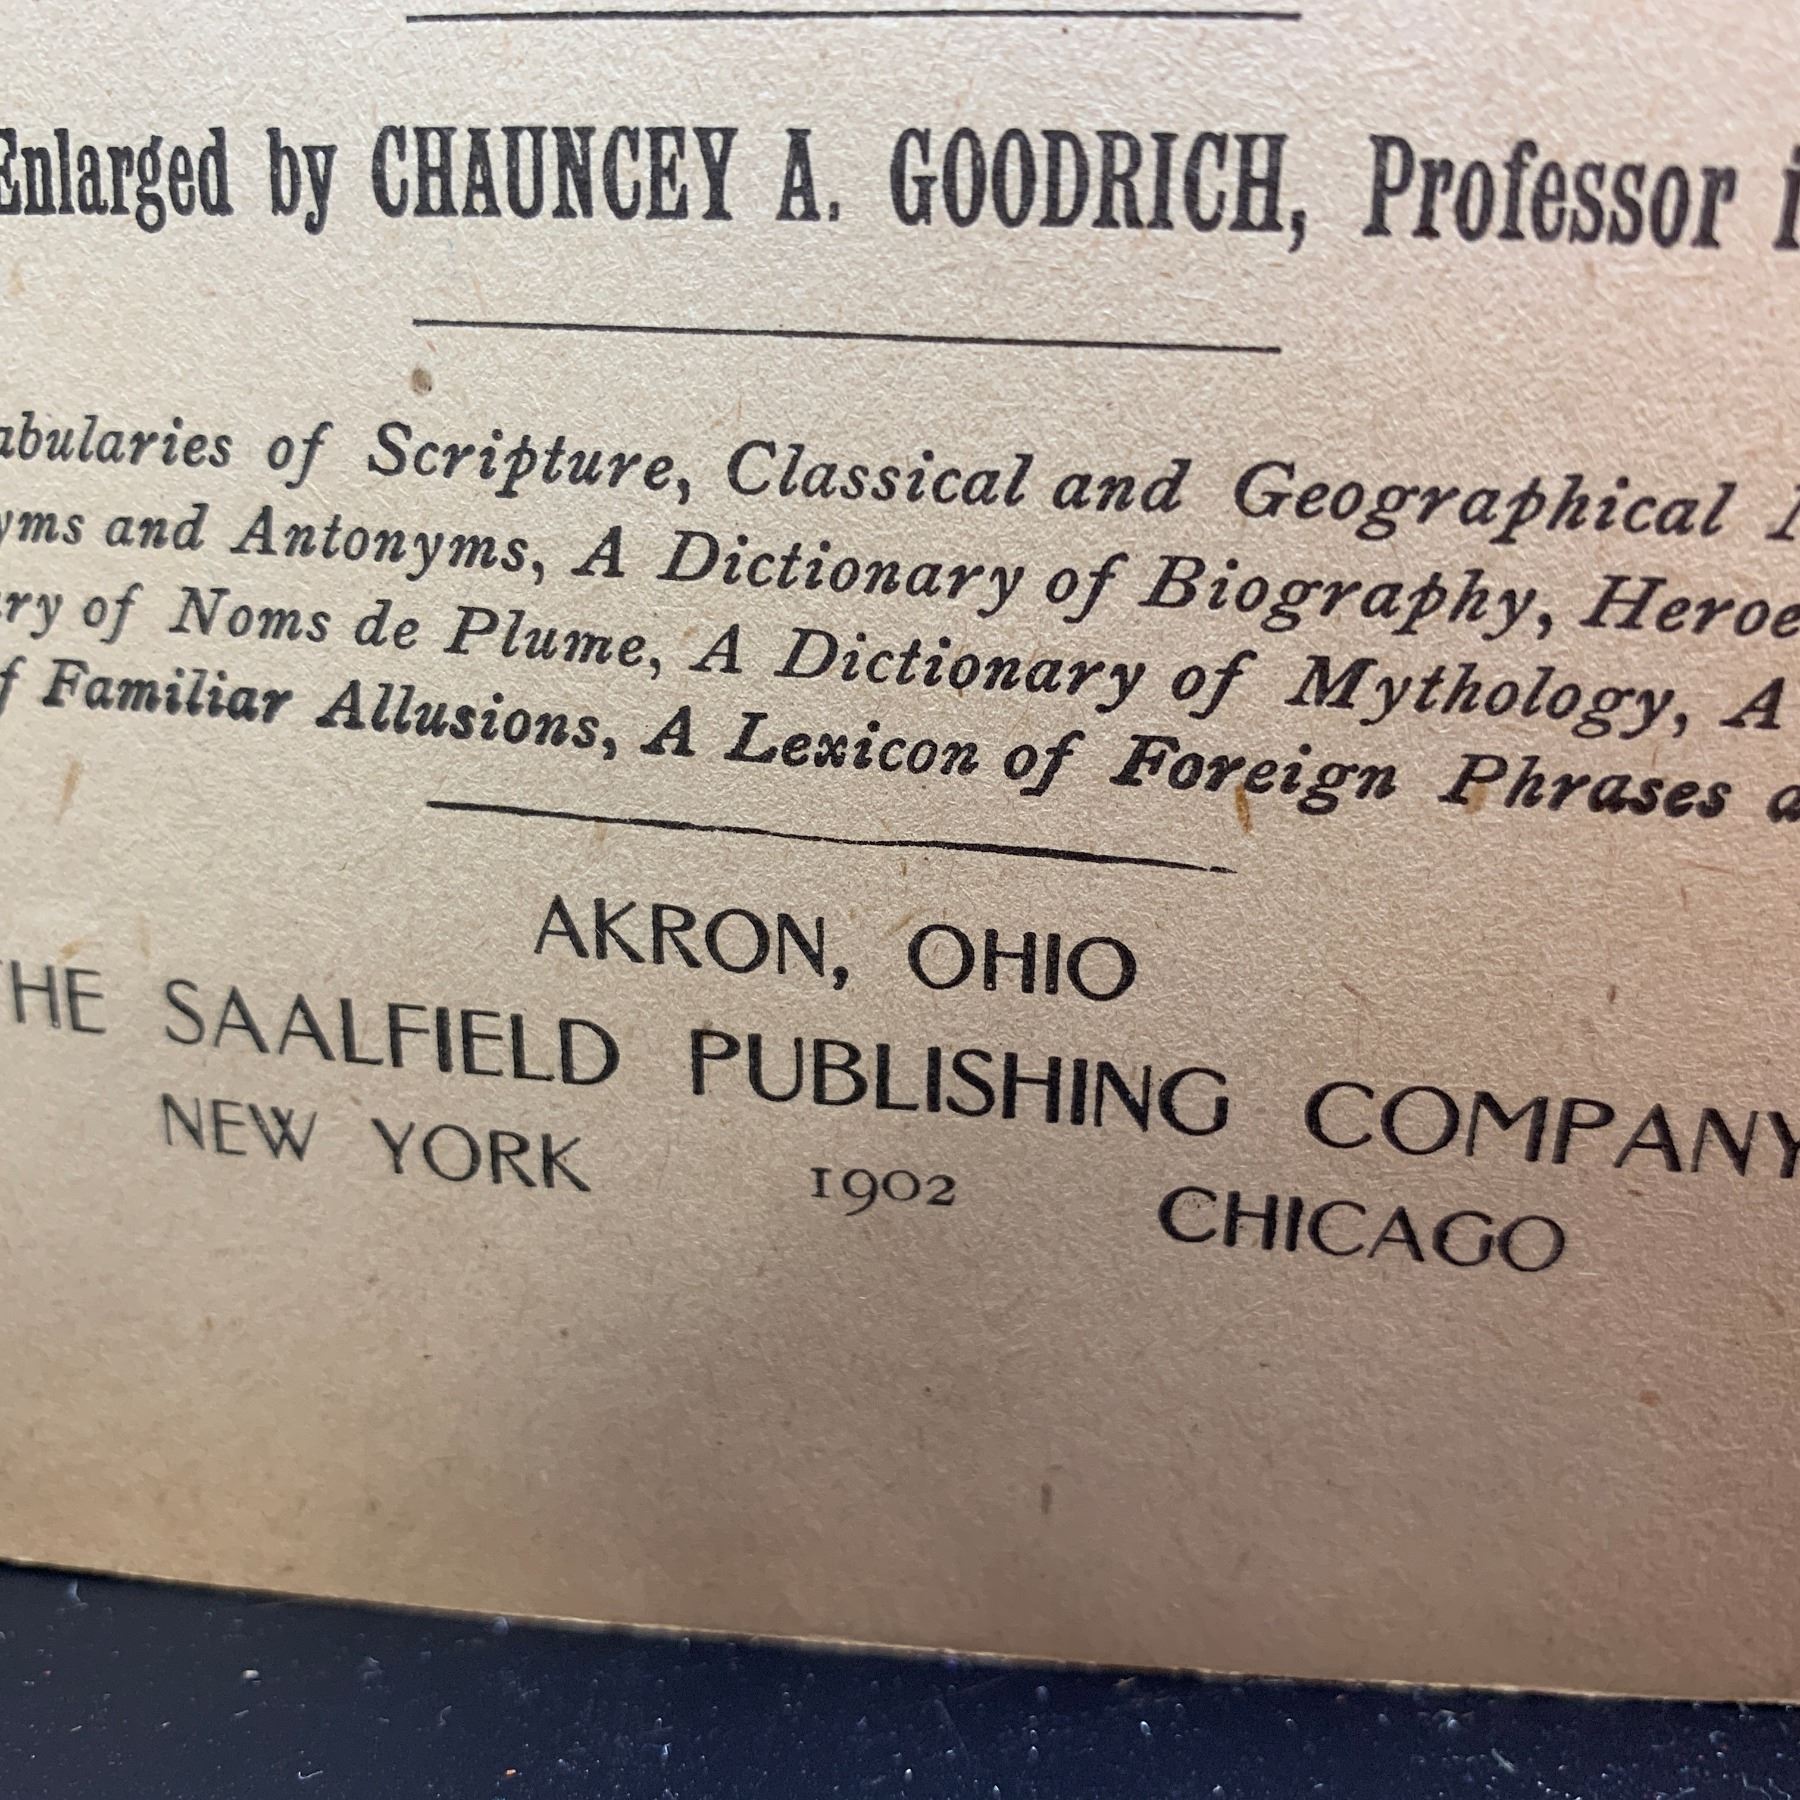 Enlarged by CHAUNCEY A. GOODRICH, Professor i
abularies of Scripture, Classical and Geographical
yms and Antonyms, A Dictionary of Biography, Heroe
ry of Noms de Plume, A Dictionary of Mythology, A
f Familiar Allusions, A Lexicon of Foreign Phrases a
AKRON, OHIO
THE SAALFIELD PUBLISHING COMPANY
NEW YORK 1902 CHICAGO